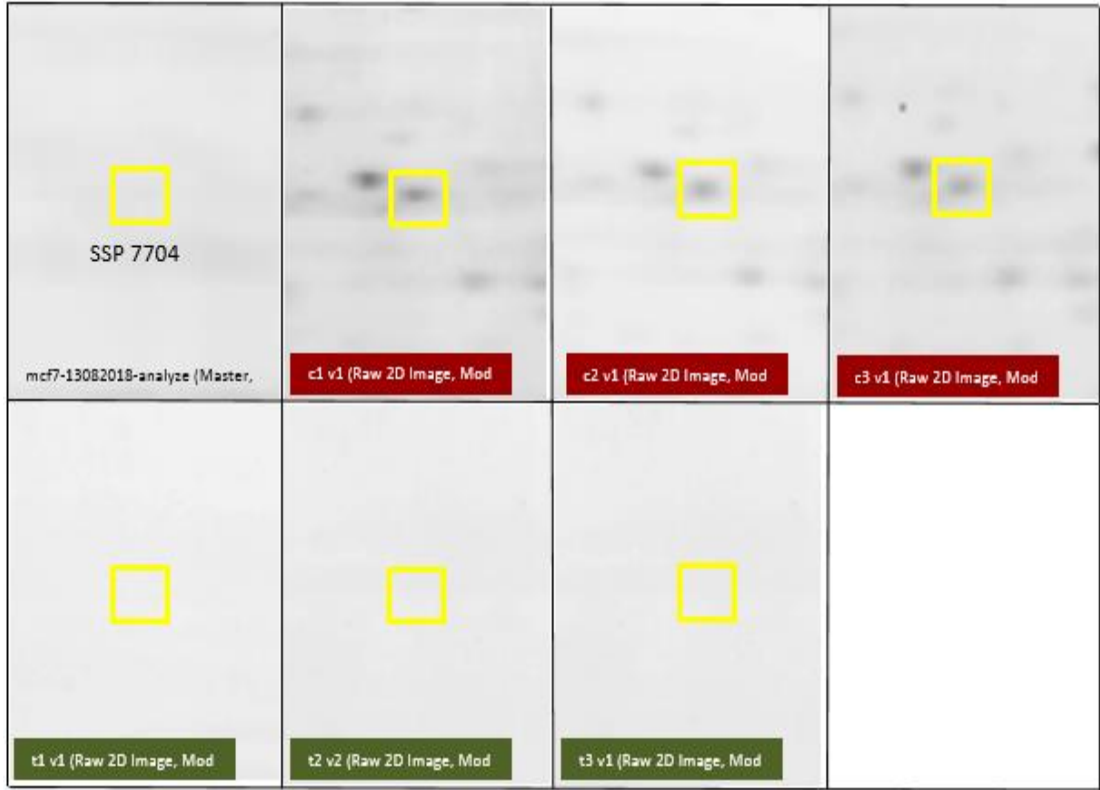 SSP 7704
mcf7-13082018-analyze (Master,
c1 v1 (Raw 2D Image, Mod
c2 v1 (Raw 2D Image, Mod
c3 v1 (Raw 2D Image, Mod
t1 v1 (Raw 2D Image, Mod
t2 v2 (Raw 2D Image, Mod
t3 v1 (Raw 2D Image, Mod